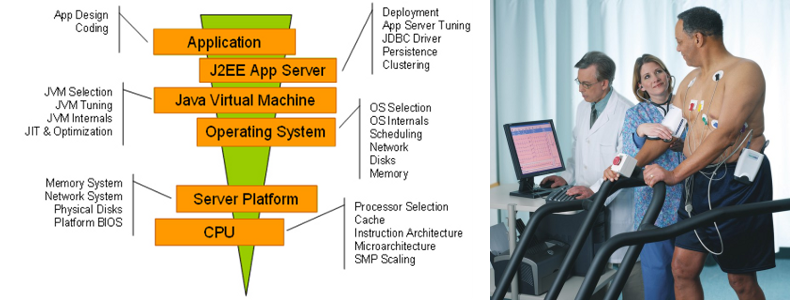 App Design
Coding
Application
Deployment
App Server Tuning
JDBC Driver
Persistence
Clustering
J2EE App Server
JVM Selection
JVM Tuning
JVM Internals
JIT & Optimization
Java Virtual Machine
OS Selection
OS Internals
Scheduling
Network
Disks
Memory
Operating System
Memory System
Network System
Physical Disks
Platform BIOS
Server Platform
Processor Selection
Cache
Instruction Architecture
Microarchitecture
SMP Scaling
CPU